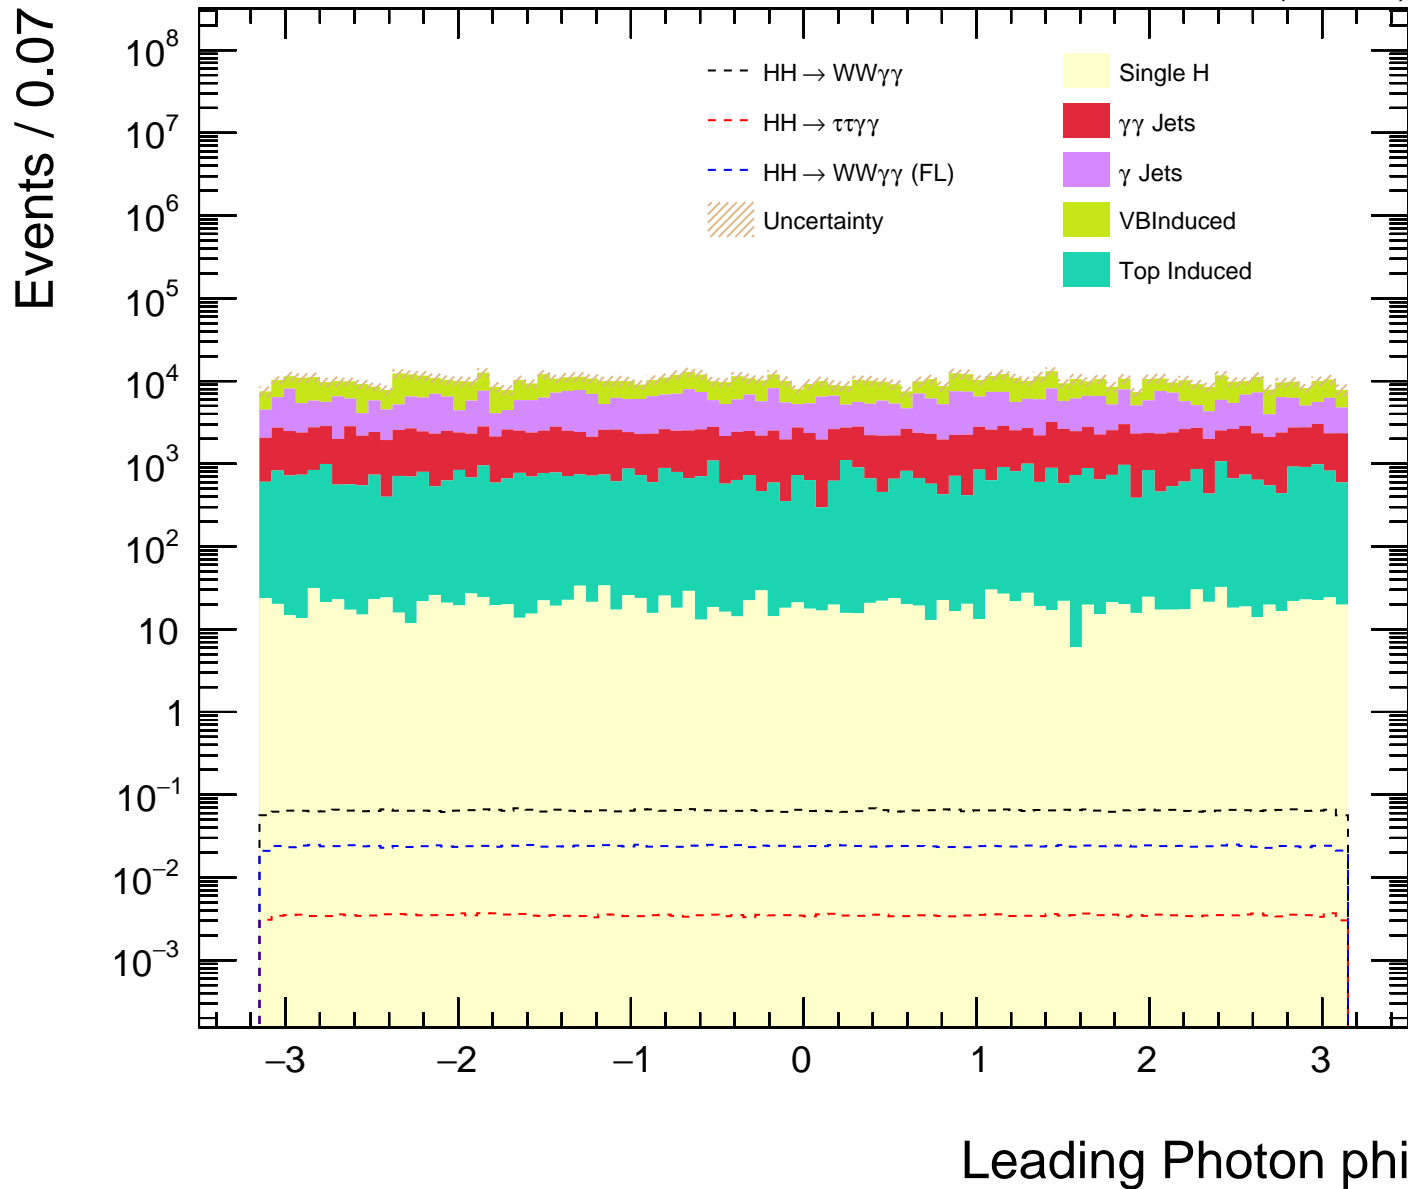 Events / 0.07
10^8
10^7
10^6
10^5
10^4
10^3
10^2
10
1
10^−1
10^−2
10^−3
HH → WWγγ
HH → ττγγ
HH → WWγγ (FL)
Uncertainty
Single H
γγ Jets
γ Jets
VBInduced
Top Induced
−3 −2 −1 0 1 2 3
Leading Photon phi